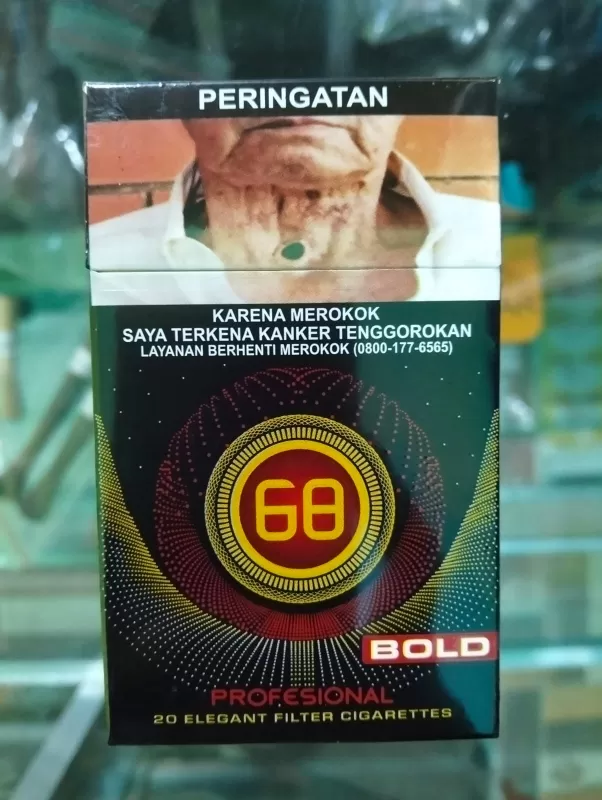 PERINGATAN
KARENA MEROKOK
SAYA TERKENA KANKER TENGGOROKAN
LAYANAN BERHENTI MEROKOK (0800-177-6565)
68
BOLD
PROFESIONAL
20 ELEGANT FILTER CIGARETTES